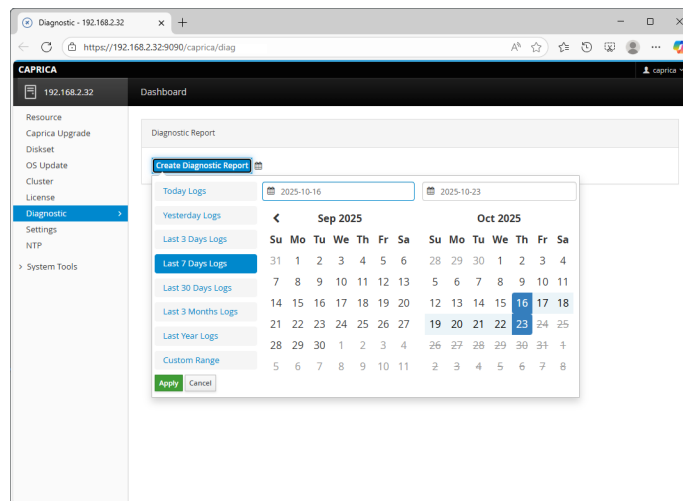 Diagnostic - 192.168.2.32
https://192.168.2.32:9090/caprica/diag
CAPRICA
caprica
192.168.2.32
Dashboard
Resource
Caprica Upgrade
Diskset
OS Update
Cluster
License
Diagnostic
Settings
NTP
System Tools
Diagnostic Report
Create Diagnostic Report
Today Logs
Yesterday Logs
Last 3 Days Logs
Last 7 Days Logs
Last 30 Days Logs
Last 3 Months Logs
Last Year Logs
Custom Range
Apply Cancel
2025-10-16
Sep 2025
Su Mo Tu We Th Fr Sa
31 1 2 3 4 5 6
7 8 9 10 11 12 13
14 15 16 17 18 19 20
21 22 23 24 25 26 27
28 29 30 1 2 3 4
5 6 7 8 9 10 11
2025-10-23
Oct 2025
Su Mo Tu We Th Fr Sa
28 29 30 1 2 3 4
5 6 7 8 9 10 11
12 13 14 15 16 17 18
19 20 21 22 23 24 25
26 27 28 29 30 31 1
2 3 4 5 6 7 8